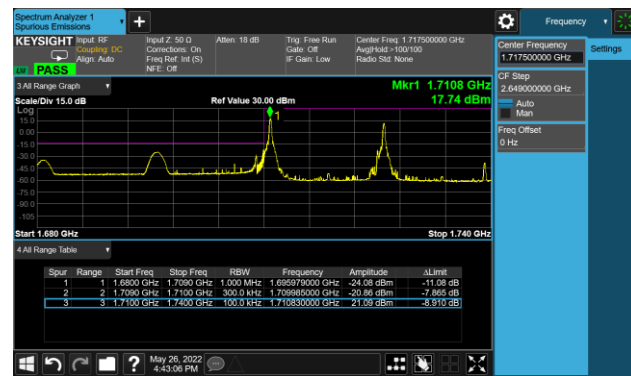 Spectrum Analyzer 1
Spurious Emissions
Frequency
KEYSIGHT Input: RF
Coupling: DC
Align: Auto
Input Z: 50 Ω
Corrections: On
Freq Ref: Int (S)
NFE: Off
Atten: 18 dB
Trig: Free Run
Gate: Off
IF Gain: Low
Center Freq: 1.717500000 GHz
Avg|Hold:>100/100
Radio Std: None
LXI PASS
Center Frequency
1.717500000 GHz
Settings
CF Step
2.649000000 GHz
Auto
Man
Freq Offset
0 Hz
3 All Range Graph
Mkr1 1.7108 GHz
Scale/Div 15.0 dB
Ref Value 30.00 dBm
17.74 dBm
Log
1
15.0
0.00
-15.0
-30.0
-45.0
-60.0
-75.0
-90.0
-105
Start 1.680 GHz
Stop 1.740 GHz
4 All Range Table
Spur Range Start Freq Stop Freq RBW Frequency Amplitude ΔLimit
1 1 1.6800 GHz 1.7090 GHz 1.000 MHz 1.695979000 GHz -24.08 dBm -11.08 dB
2 2 1.7090 GHz 1.7100 GHz 300.0 kHz 1.709985000 GHz -20.86 dBm -7.865 dB
3 3 1.7100 GHz 1.7400 GHz 100.0 kHz 1.710830000 GHz 21.09 dBm -8.910 dB
?
May 26, 2022
4:43:06 PM